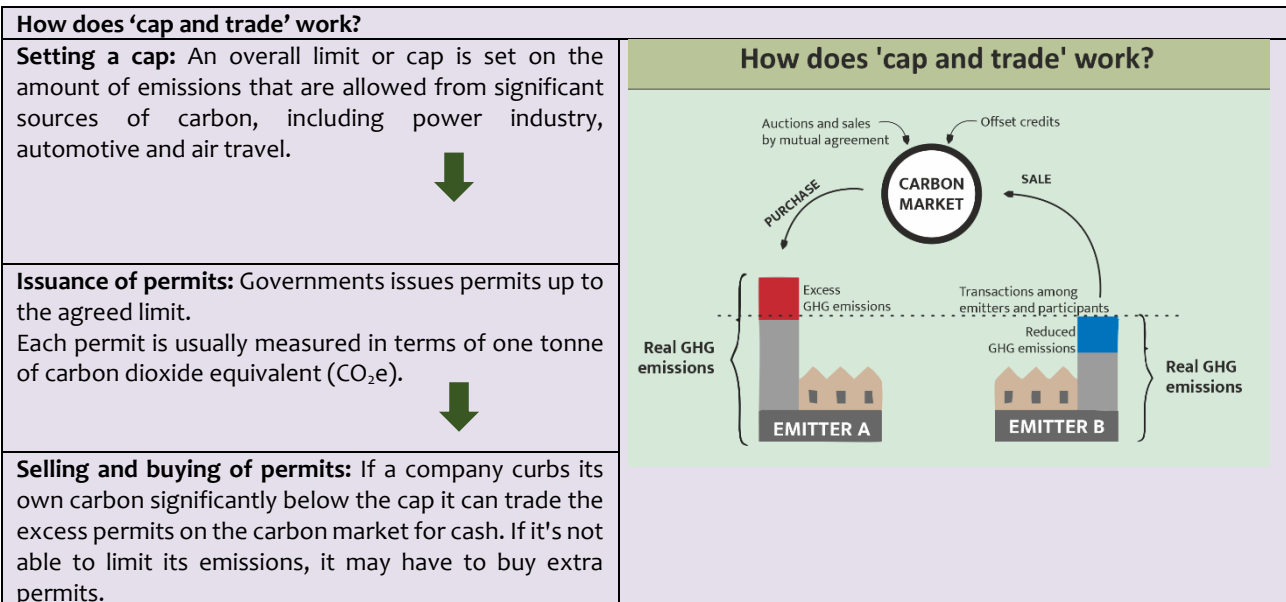 How does ‘cap and trade’ work?
Setting a cap: An overall limit or cap is set on the
amount of emissions that are allowed from significant
sources of carbon, including power industry,
automotive and air travel.
Issuance of permits: Governments issues permits up to
the agreed limit.
Each permit is usually measured in terms of one tonne
of carbon dioxide equivalent (CO₂e).
Selling and buying of permits: If a company curbs its
own carbon significantly below the cap it can trade the
excess permits on the carbon market for cash. If it's not
able to limit its emissions, it may have to buy extra
permits.
How does 'cap and trade' work?
Auctions and sales
by mutual agreement
Offset credits
CARBON
MARKET
PURCHASE
SALE
Excess
GHG emissions
Transactions among
emitters and participants
Reduced
GHG emissions
Real GHG
emissions
Real GHG
emissions
EMITTER A
EMITTER B